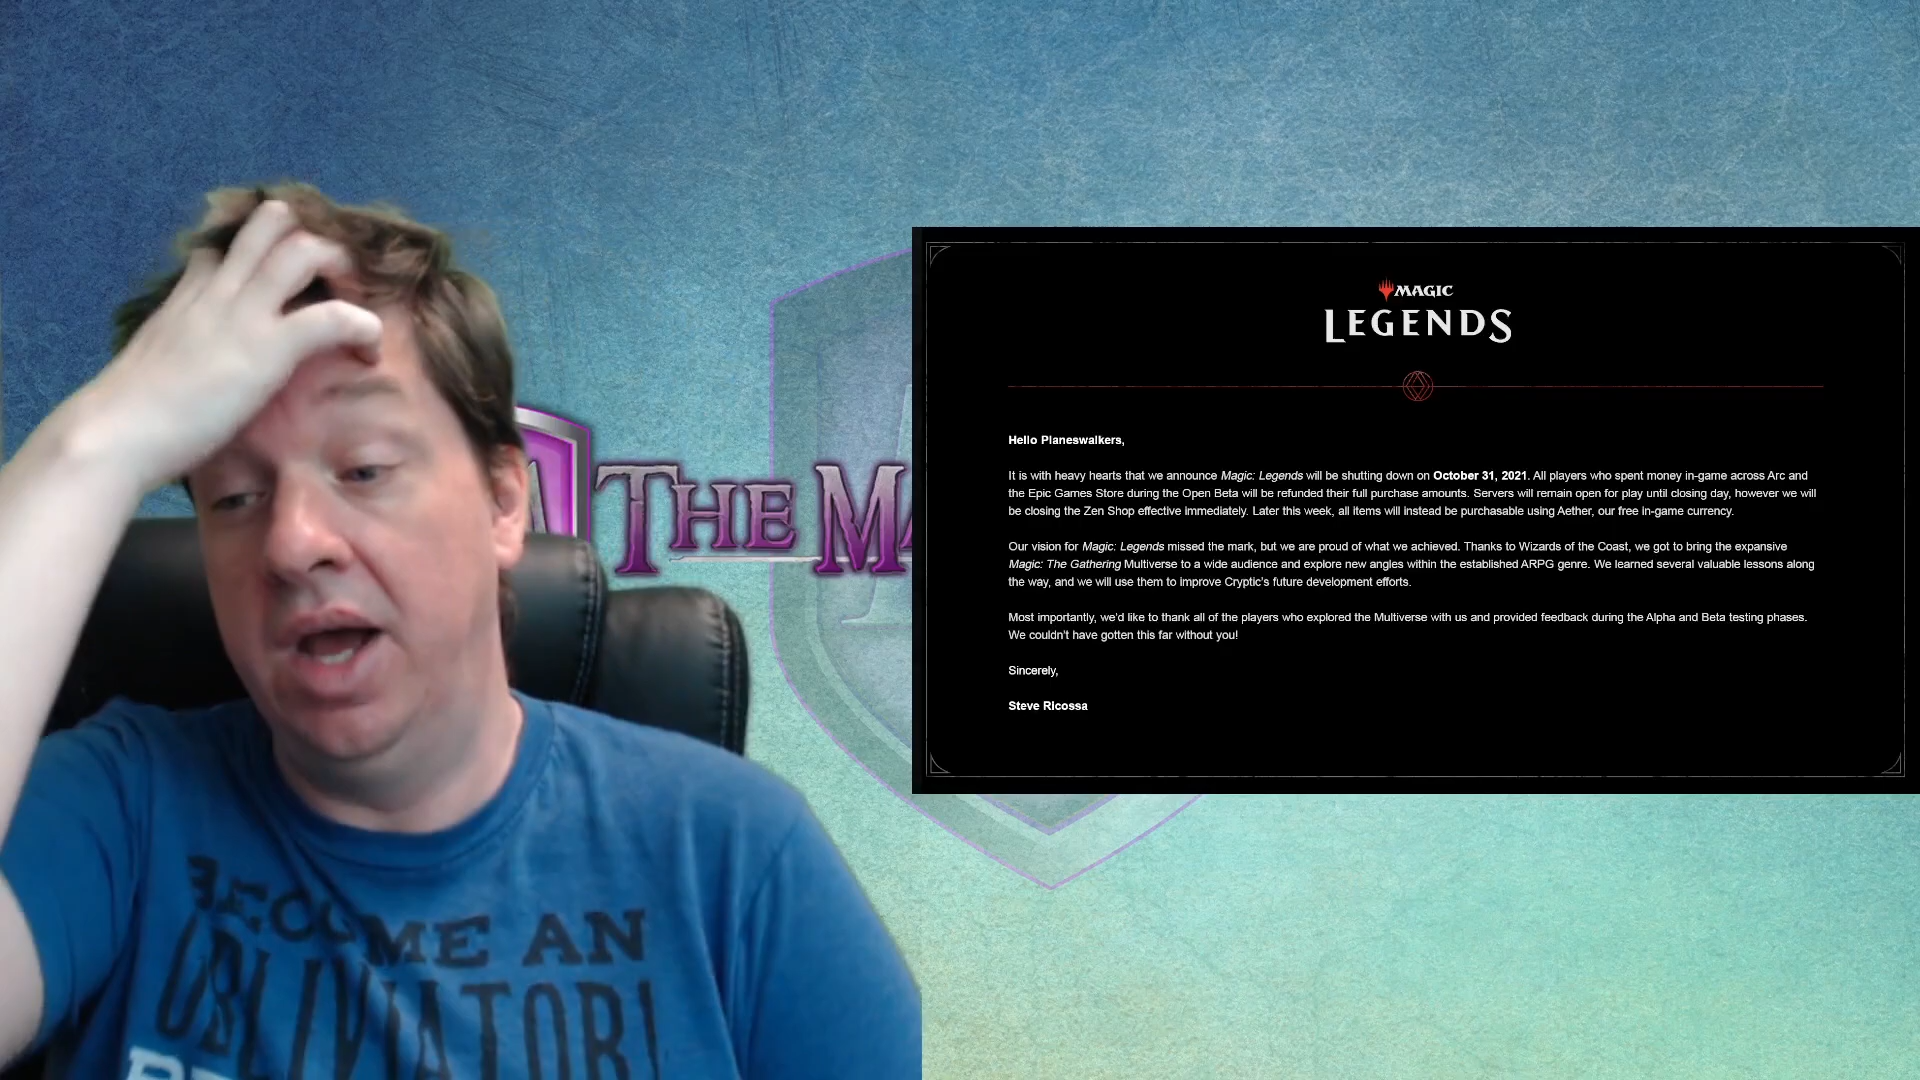 THE MA
MAGIC
LEGENDS
Hello Planeswalkers,
It is with heavy hearts that we announce Magic: Legends will be shutting down on October 31, 2021. All players who spent money in-game across Arc and
the Epic Games Store during the Open Beta will be refunded their full purchase amounts. Servers will remain open for play until closing day, however we will
be closing the Zen Shop effective immediately. Later this week, all items will instead be purchasable using Aether, our free in-game currency.
Our vision for Magic: Legends missed the mark, but we are proud of what we achieved. Thanks to Wizards of the Coast, we got to bring the expansive
Magic: The Gathering Multiverse to a wide audience and explore new angles within the established ARPG genre. We learned several valuable lessons along
the way, and we will use them to improve Cryptic's future development efforts.
Most importantly, we'd like to thank all of the players who explored the Multiverse with us and provided feedback during the Alpha and Beta testing phases.
We couldn't have gotten this far without you!
Sincerely,
Steve Ricossa
BECOME AN
OBLIVIATOR!